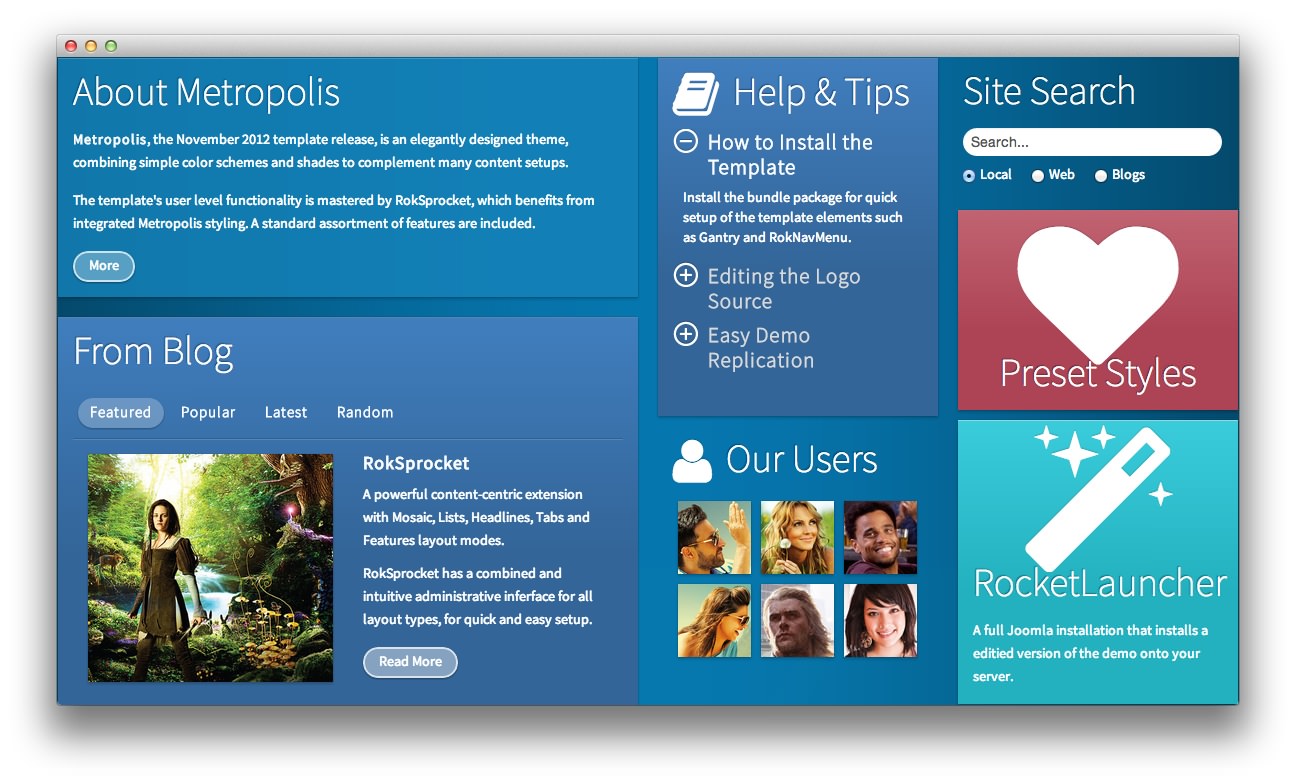 About Metropolis
Metropolis, the November 2012 template release, is an elegantly designed theme,
combining simple color schemes and shades to complement many content setups.
The template's user level functionality is mastered by RokSprocket, which benefits from
integrated Metropolis styling. A standard assortment of features are included.
More
From Blog
Featured
Popular
Latest
Random
RokSprocket
A powerful content-centric extension
with Mosaic, Lists, Headlines, Tabs and
Features layout modes.
RokSprocket has a combined and
intuitive administrative inferface for all
layout types, for quick and easy setup.
Read More
Help & Tips
How to Install the
Template
Install the bundle package for quick
setup of the template elements such
as Gantry and RokNavMenu.
Editing the Logo
Source
Easy Demo
Replication
Our Users
Site Search
Search...
Local
Web
Blogs
Preset Styles
RocketLauncher
A full Joomla installation that installs a
editied version of the demo onto your
server.